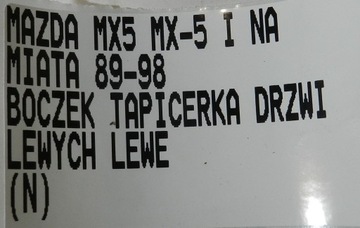 MAZDA MX5 MX-5 I NA
MIATA 89-98
BOCZEK TAPICERKA DRZWI
LEWYCH LEWE
(N)